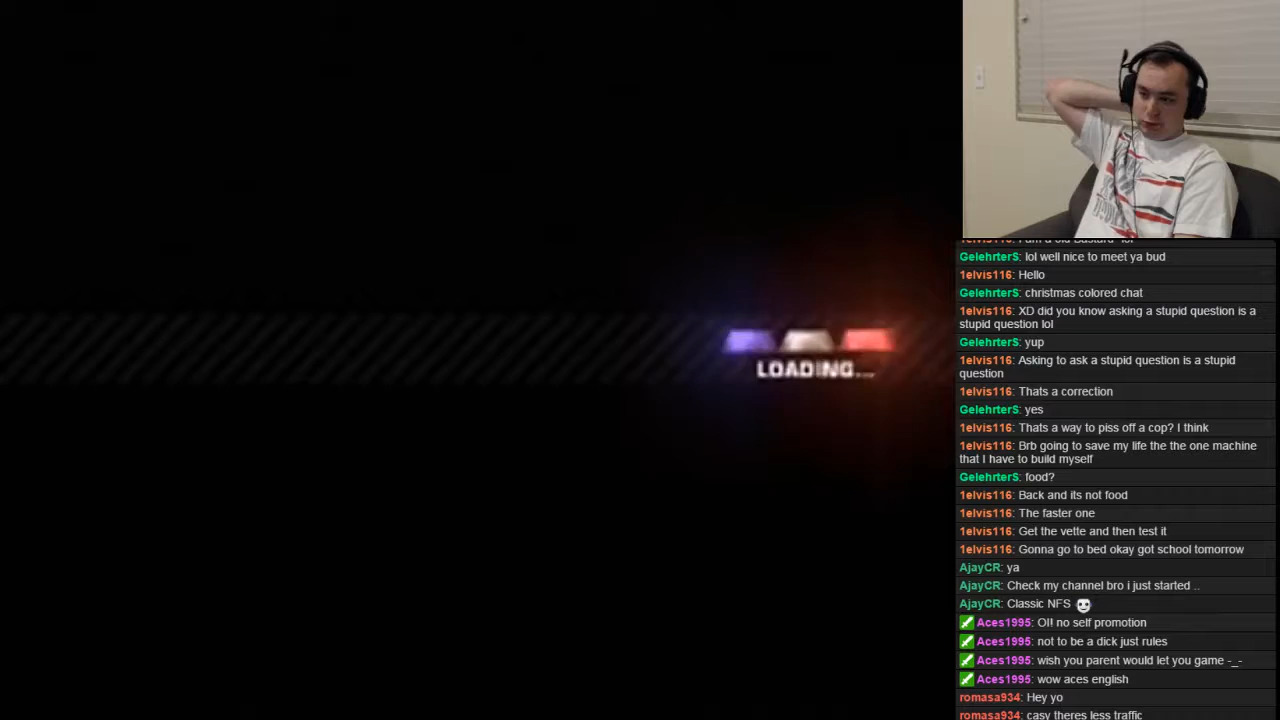 GelehrterS: lol well nice to meet ya bud
1elvis116: Hello
GelehrterS: christmas colored chat
1elvis116: XD did you know asking a stupid question is a
stupid question lol
GelehrterS: yup
1elvis116: Asking to ask a stupid question is a stupid
question
1elvis116: Thats a correction
GelehrterS: yes
1elvis116: Thats a way to piss off a cop? I think
1elvis116: Brb going to save my life the the one machine
that I have to build myself
GelehrterS: food?
1elvis116: Back and its not food
1elvis116: The faster one
1elvis116: Get the vette and then test it
1elvis116: Gonna go to bed okay got school tomorrow
AjayCR: ya
AjayCR: Check my channel bro i just started ..
AjayCR: Classic NFS
Aces1995: OI! no self promotion
Aces1995: not to be a dick just rules
Aces1995: wish you parent would let you game -_-
Aces1995: wow aces english
romasa934: Hey yo
romasa934: casy theres less traffic
LOADING...